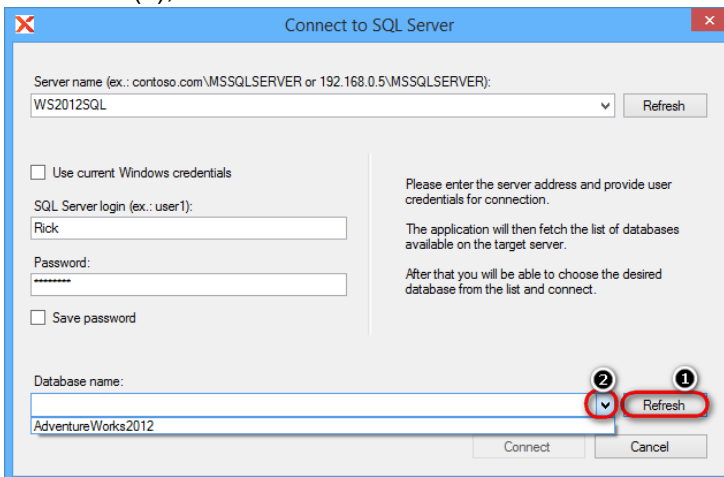 Connect to SQL Server
×
Server name (ex.: contoso.com\MSSQLSERVER or 192.168.0.5\MSSQLSERVER):
WS2012SQL
Refresh
Use current Windows credentials
SQL Server login (ex.: user1):
Rick
Password:
********
Save password
Please enter the server address and provide user
credentials for connection.
The application will then fetch the list of databases
available on the target server.
After that you will be able to choose the desired
database from the list and connect.
Database name:
2
1
Refresh
AdventureWorks2012
Connect
Cancel